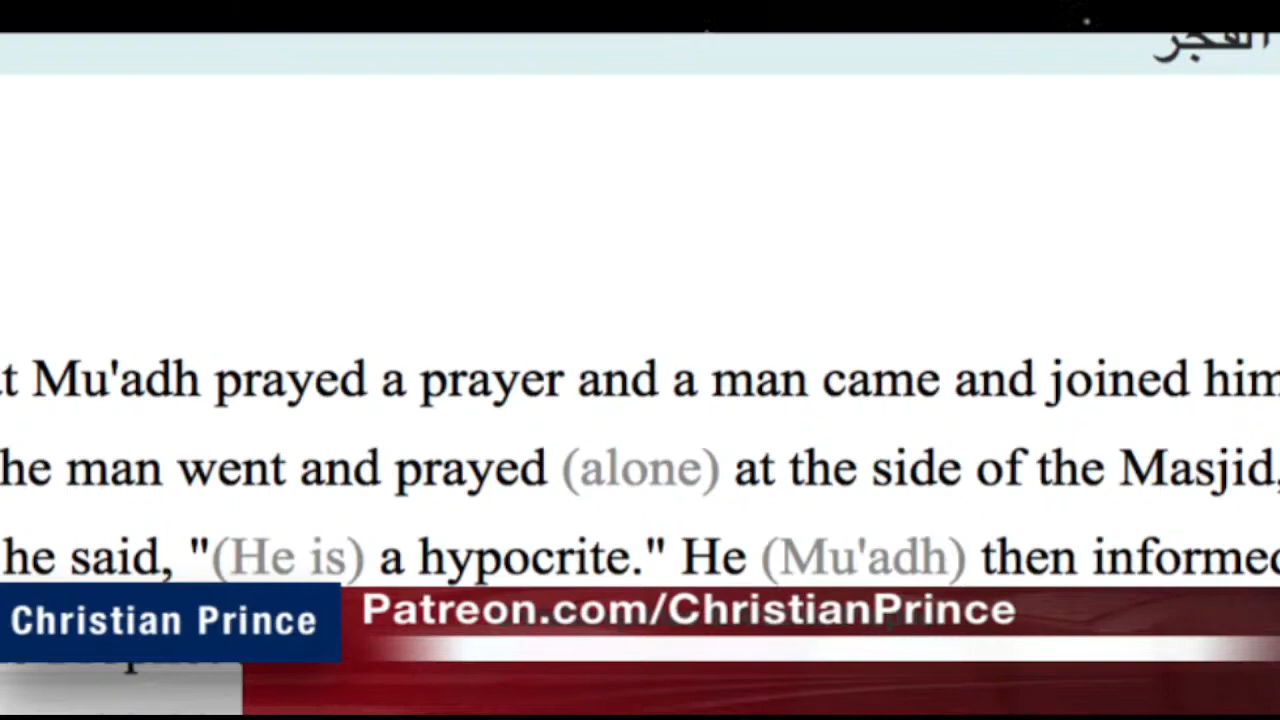 الفجر
at Mu'adh prayed a prayer and a man came and joined him
he man went and prayed (alone) at the side of the Masjid,
he said, "(He is) a hypocrite." He (Mu'adh) then informed
Christian Prince
Patreon.com/ChristianPrince